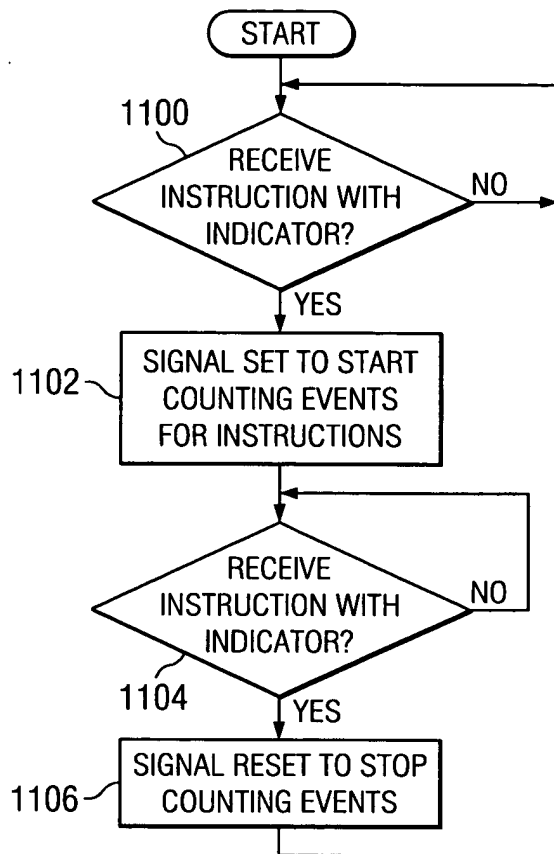 START
1100
RECEIVE
INSTRUCTION WITH
INDICATOR?
NO
YES
1102
SIGNAL SET TO START
COUNTING EVENTS
FOR INSTRUCTIONS
RECEIVE
INSTRUCTION WITH
INDICATOR?
NO
1104
YES
1106
SIGNAL RESET TO STOP
COUNTING EVENTS